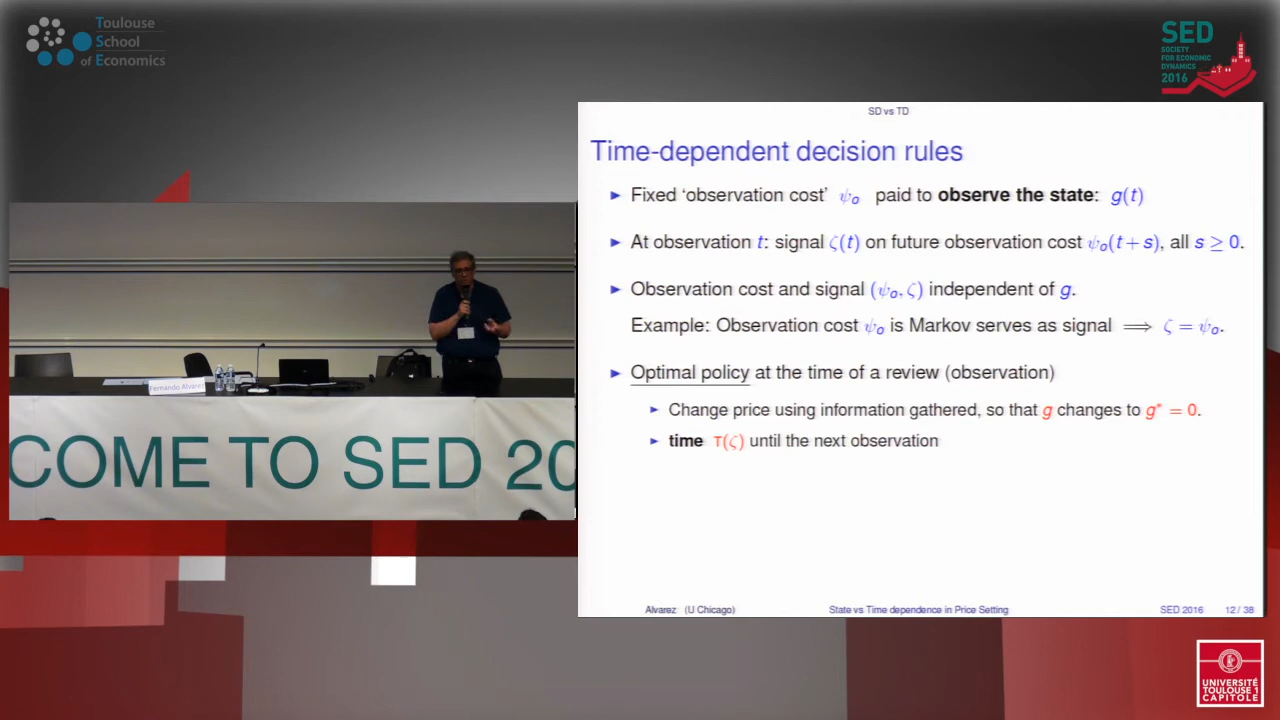 Toulouse
School
of Economics
SED
SOCIETY
FOR ECONOMIC
DYNAMICS
2016
SD vs TD
Time-dependent decision rules
► Fixed ‘observation cost’ ψo paid to observe the state: g(t)
► At observation t: signal ζ(t) on future observation cost ψo(t+s), all s ≥ 0.
► Observation cost and signal (ψo, ζ) independent of g.
Example: Observation cost ψo is Markov serves as signal ⟹ ζ = ψo.
► Optimal policy at the time of a review (observation)
► Change price using information gathered, so that g changes to g* = 0.
► time T(ζ) until the next observation
Alvarez (U Chicago) State vs Time dependence in Price Setting SED 2016 12 / 38
Fernando Alvarez
COME TO SED 20
UNIVERSITÉ
TOULOUSE 1
CAPITOLE